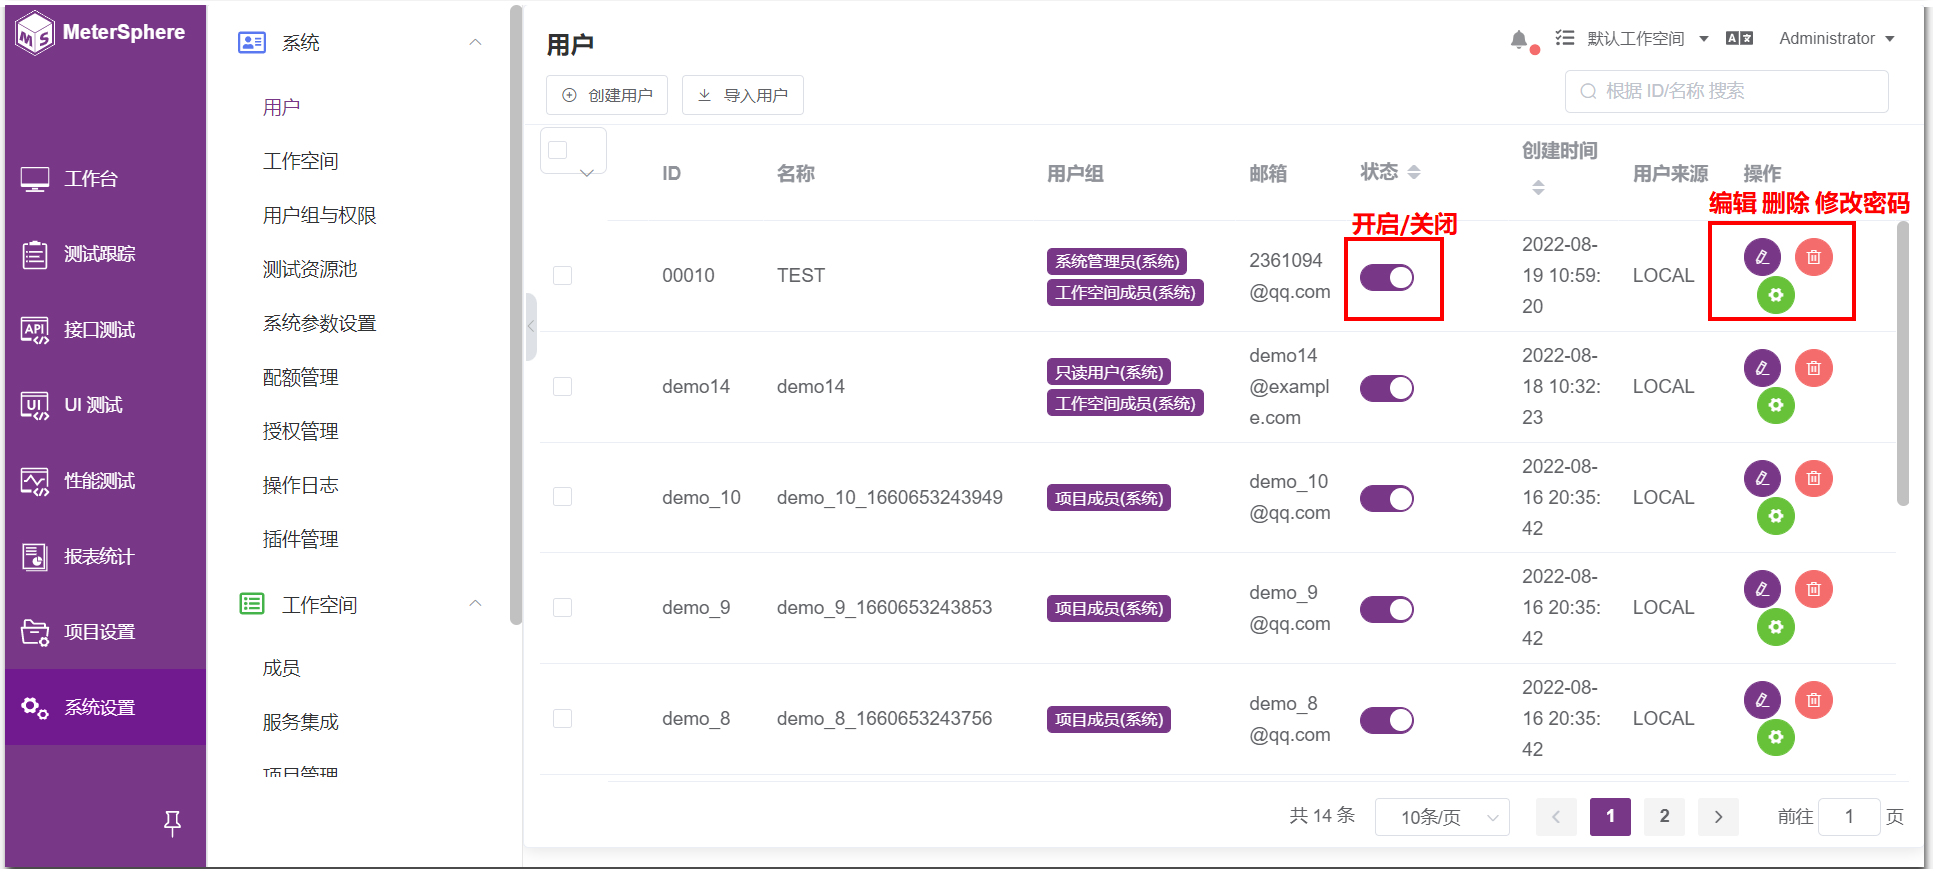 MeterSphere
工作台
测试跟踪
接口测试
UI 测试
性能测试
报表统计
项目设置
系统设置
系统
用户
工作空间
用户组与权限
测试资源池
系统参数设置
配额管理
授权管理
操作日志
插件管理
工作空间
成员
服务集成
项目管理
用户
默认工作空间
Administrator
创建用户
导入用户
根据 ID/名称 搜索
ID
名称
用户组
邮箱
状态
创建时间
用户来源
操作
开启/关闭
编辑 删除 修改密码
00010
TEST
系统管理员(系统)
工作空间成员(系统)
2361094
@qq.com
2022-08-
19 10:59:
20
LOCAL
demo14
demo14
只读用户(系统)
工作空间成员(系统)
demo14
@exampl
e.com
2022-08-
18 10:32:
23
LOCAL
demo_10
demo_10_1660653243949
项目成员(系统)
demo_10
@qq.com
2022-08-
16 20:35:
42
LOCAL
demo_9
demo_9_1660653243853
项目成员(系统)
demo_9
@qq.com
2022-08-
16 20:35:
42
LOCAL
demo_8
demo_8_1660653243756
项目成员(系统)
demo_8
@qq.com
2022-08-
16 20:35:
42
LOCAL
共 14 条
10条/页
1
2
前往
1
页